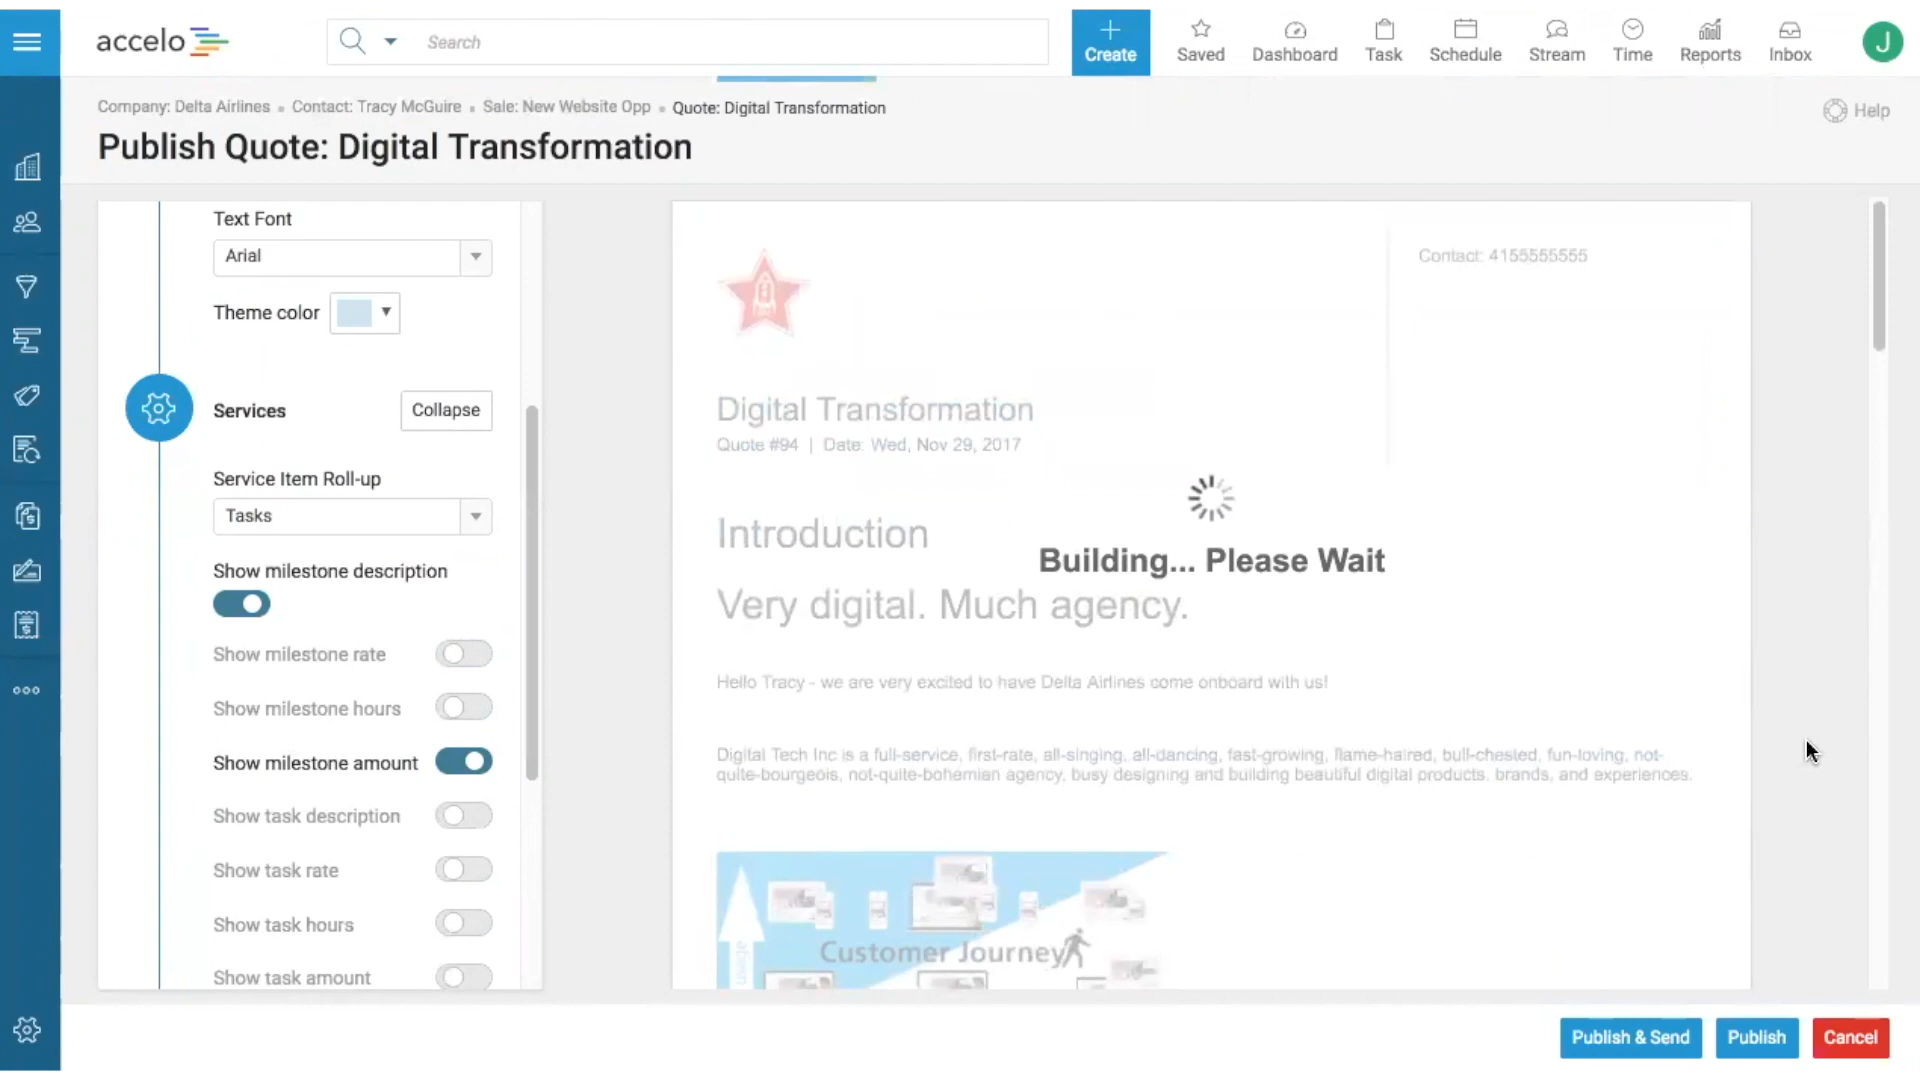 accelo
Search
Create
Saved
Dashboard
Task
Schedule
Stream
Time
Reports
Inbox
J
Company: Delta Airlines
Contact: Tracy McGuire
Sale: New Website Opp
Quote: Digital Transformation
Help
Publish Quote: Digital Transformation
Text Font
Arial
Theme color
Services
Collapse
Service Item Roll-up
Tasks
Show milestone description
Show milestone rate
Show milestone hours
Show milestone amount
Show task description
Show task rate
Show task hours
Show task amount
Contact: 4155555555
Digital Transformation
Quote #94 | Date: Wed, Nov 29, 2017
Introduction
Building... Please Wait
Very digital. Much agency.
Hello Tracy - we are very excited to have Delta Airlines come onboard with us!
Digital Tech Inc is a full-service, first-rate, all-singing, all-dancing, fast-growing, flame-haired, bull-chested, fun-loving, not-
quite-bourgeois, not-quite-bohemian agency, busy designing and building beautiful digital products, brands, and experiences.
Customer Journey
Publish & Send
Publish
Cancel